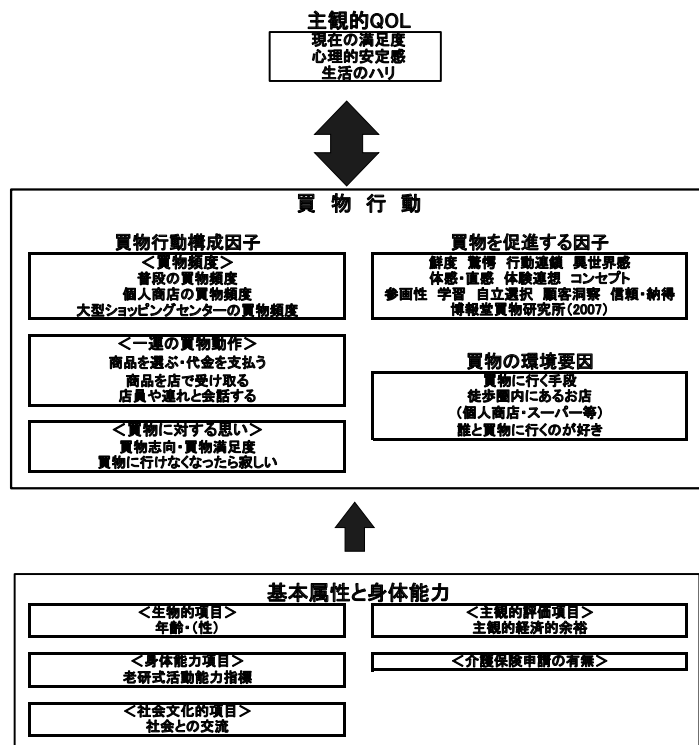 主観的QOL
現在の満足度
心理的安定感
生活のハリ
買 物 行 動
買物行動構成因子
＜買物頻度＞
普段の買物頻度
個人商店の買物頻度
大型ショッピングセンターの買物頻度
＜一連の買物動作＞
商品を選ぶ・代金を支払う
商品を店で受け取る
店員や連れと会話する
＜買物に対する思い＞
買物志向・買物満足度
買物に行けなくなったら寂しい
買物を促進する因子
鮮度 驚愕 行動連鎖 異世界感
体感・直感 体験連想 コンセプト
参画性 学習 自立選択 顧客洞察 信頼・納得
博報堂買物研究所（2007）
買物の環境要因
買物に行く手段
徒歩圏内にあるお店
（個人商店・スーパー等）
誰と買物に行くのが好き
基本属性と身体能力
＜生物的項目＞
年齢・（性）
＜身体能力項目＞
老研式活動能力指標
＜社会文化的項目＞
社会との交流
＜主観的評価項目＞
主観的経済的余裕
＜介護保険申請の有無＞